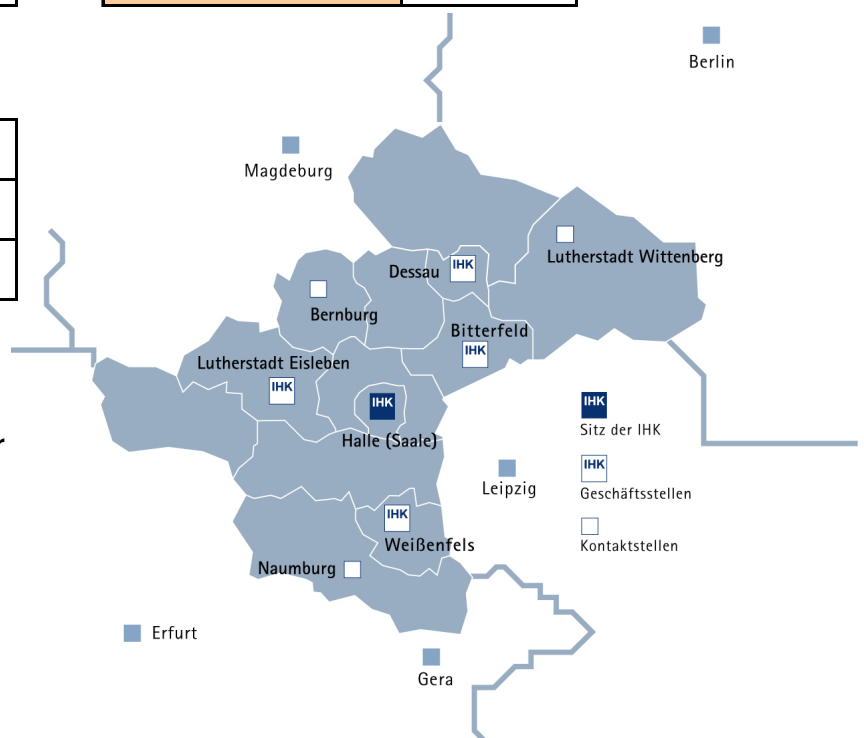 Berlin
Magdeburg
Lutherstadt Wittenberg
IHK
Dessau
Bernburg
Bitterfeld
IHK
Lutherstadt Eisleben
IHK
IHK
Halle (Saale)
IHK
Sitz der IHK
IHK
Geschäftsstellen
Kontaktstellen
Leipzig
IHK
Weißenfels
Naumburg
Erfurt
Gera
r